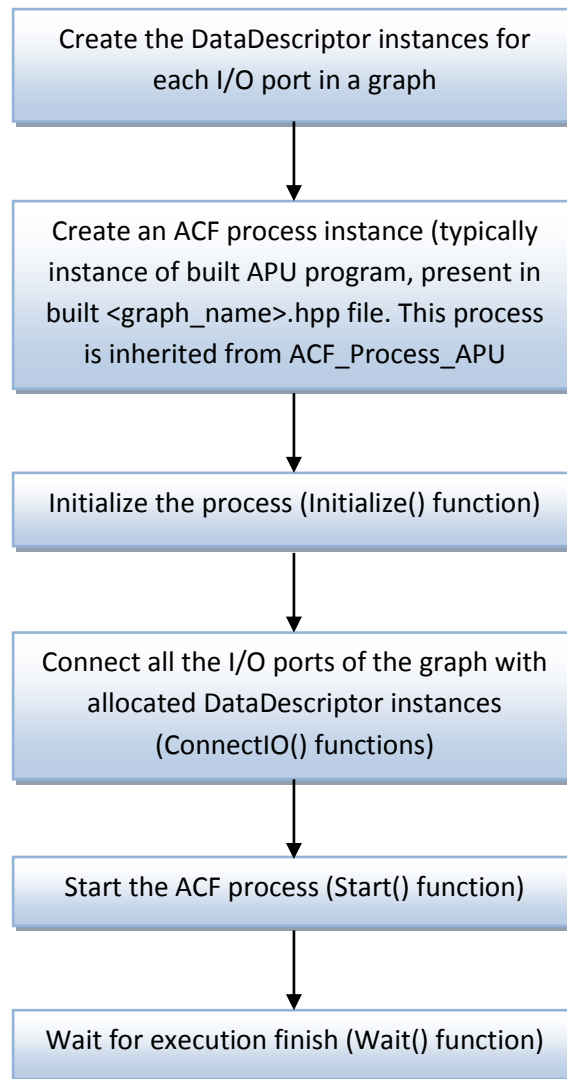 Create the DataDescriptor instances for
each I/O port in a graph
Create an ACF process instance (typically
instance of built APU program, present in
built <graph_name>.hpp file. This process
is inherited from ACF_Process_APU
Initialize the process (Initialize() function)
Connect all the I/O ports of the graph with
allocated DataDescriptor instances
(ConnectIO() functions)
Start the ACF process (Start() function)
Wait for execution finish (Wait() function)